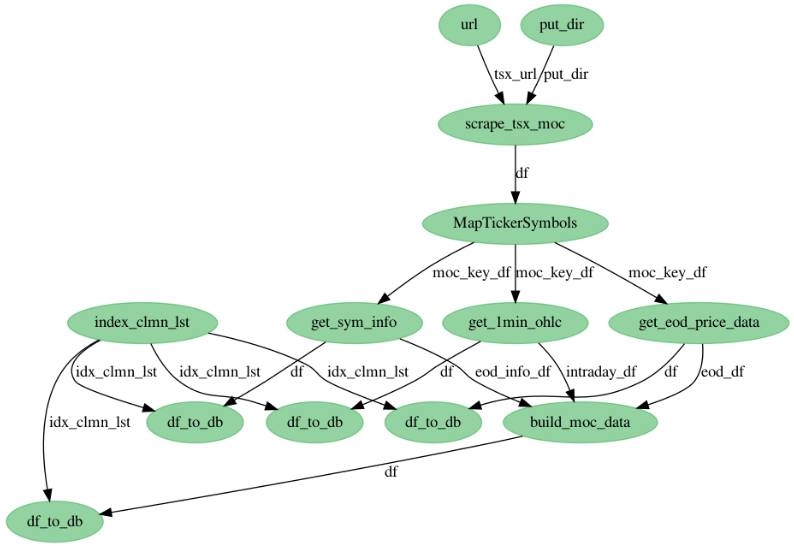 url
put_dir
tsx_url
put_dir
scrape_tsx_moc
df
MapTickerSymbols
moc_key_df
moc_key_df
moc_key_df
index_clmn_lst
get_sym_info
get_1min_ohlc
get_eod_price_data
idx_clmn_lst
idx_clmn_lst
df
idx_clmn_lst
df
eod_info_df
intraday_df
df
eod_df
idx_clmn_lst
df_to_db
df_to_db
df_to_db
build_moc_data
df
df_to_db